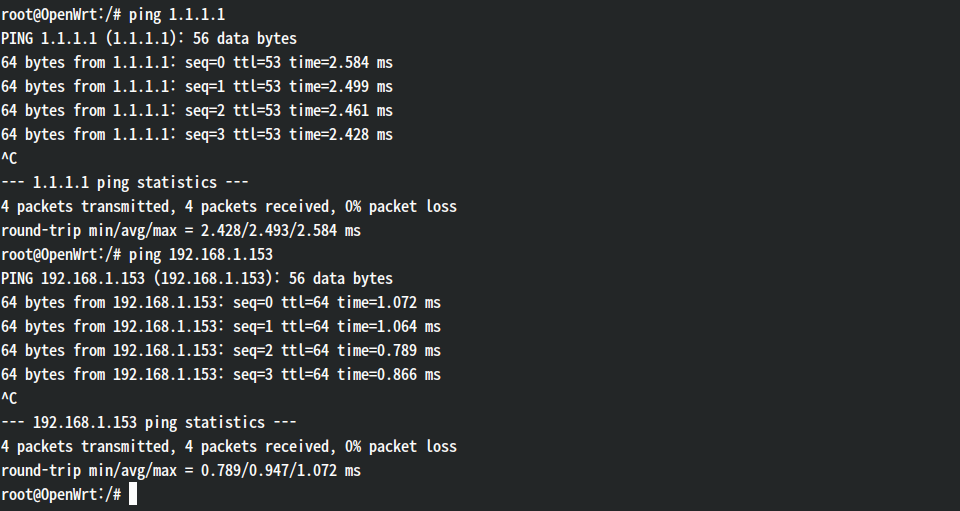 root@OpenWrt:/# ping 1.1.1.1
PING 1.1.1.1 (1.1.1.1): 56 data bytes
64 bytes from 1.1.1.1: seq=0 ttl=53 time=2.584 ms
64 bytes from 1.1.1.1: seq=1 ttl=53 time=2.499 ms
64 bytes from 1.1.1.1: seq=2 ttl=53 time=2.461 ms
64 bytes from 1.1.1.1: seq=3 ttl=53 time=2.428 ms
^C
--- 1.1.1.1 ping statistics ---
4 packets transmitted, 4 packets received, 0% packet loss
round-trip min/avg/max = 2.428/2.493/2.584 ms
root@OpenWrt:/# ping 192.168.1.153
PING 192.168.1.153 (192.168.1.153): 56 data bytes
64 bytes from 192.168.1.153: seq=0 ttl=64 time=1.072 ms
64 bytes from 192.168.1.153: seq=1 ttl=64 time=1.064 ms
64 bytes from 192.168.1.153: seq=2 ttl=64 time=0.789 ms
64 bytes from 192.168.1.153: seq=3 ttl=64 time=0.866 ms
^C
--- 192.168.1.153 ping statistics ---
4 packets transmitted, 4 packets received, 0% packet loss
round-trip min/avg/max = 0.789/0.947/1.072 ms
root@OpenWrt:/#